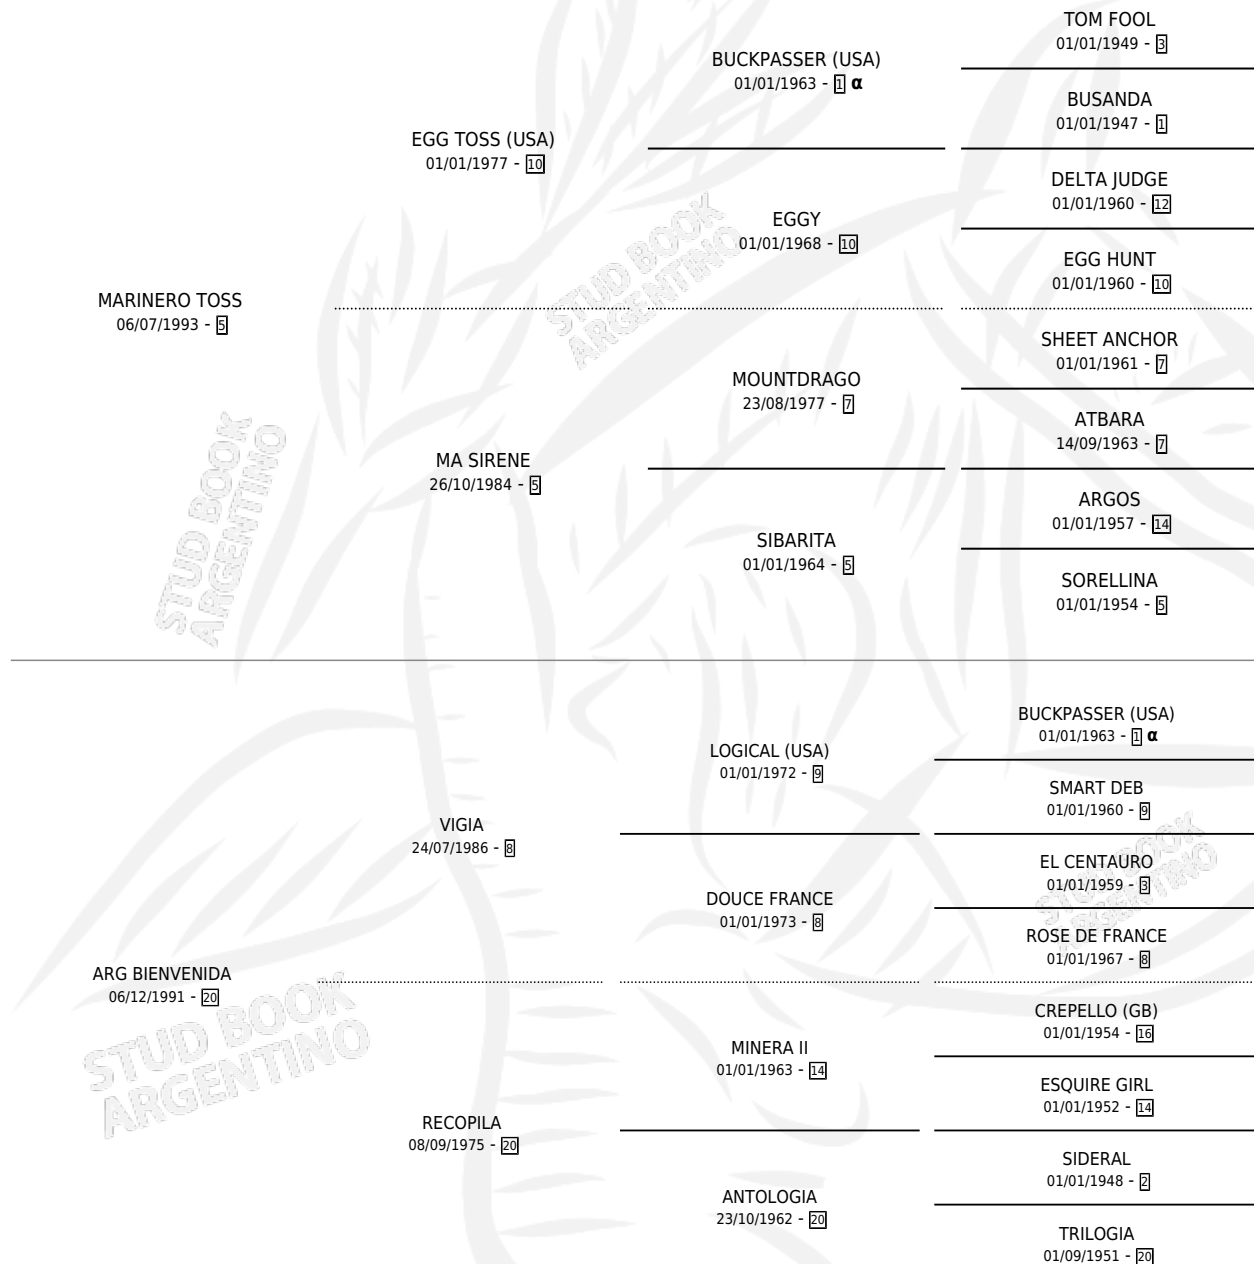 TOM FOOL
01/01/1949 - 3
BUCKPASSER (USA)
01/01/1963 - 1 α
BUSANDA
01/01/1947 - 1
EGG TOSS (USA)
01/01/1977 - 10
DELTA JUDGE
01/01/1960 - 12
EGGY
01/01/1968 - 10
EGG HUNT
01/01/1960 - 10
MARINERO TOSS
06/07/1993 - 5
SHEET ANCHOR
01/01/1961 - 7
MOUNTDRAGO
23/08/1977 - 7
ATBARA
14/09/1963 - 7
MA SIRENE
26/10/1984 - 5
ARGOS
01/01/1957 - 14
SIBARITA
01/01/1964 - 5
SORELLINA
01/01/1954 - 5
BUCKPASSER (USA)
01/01/1963 - 1 α
LOGICAL (USA)
01/01/1972 - 9
SMART DEB
01/01/1960 - 9
VIGIA
24/07/1986 - 8
EL CENTAURO
01/01/1959 - 3
DOUCE FRANCE
01/01/1973 - 8
ROSE DE FRANCE
01/01/1967 - 8
ARG BIENVENIDA
06/12/1991 - 20
CREPELLO (GB)
01/01/1954 - 16
MINERA II
01/01/1963 - 14
ESQUIRE GIRL
01/01/1952 - 14
RECOPILA
08/09/1975 - 20
SIDERAL
01/01/1948 - 2
ANTOLOGIA
23/10/1962 - 20
TRILOGIA
01/09/1951 - 20
STUD BOOK
ARGENTINO
STUD BOOK
ARGENTINO
STUD BOOK
ARGENTINO
STUD BOOK
ARGENTINO